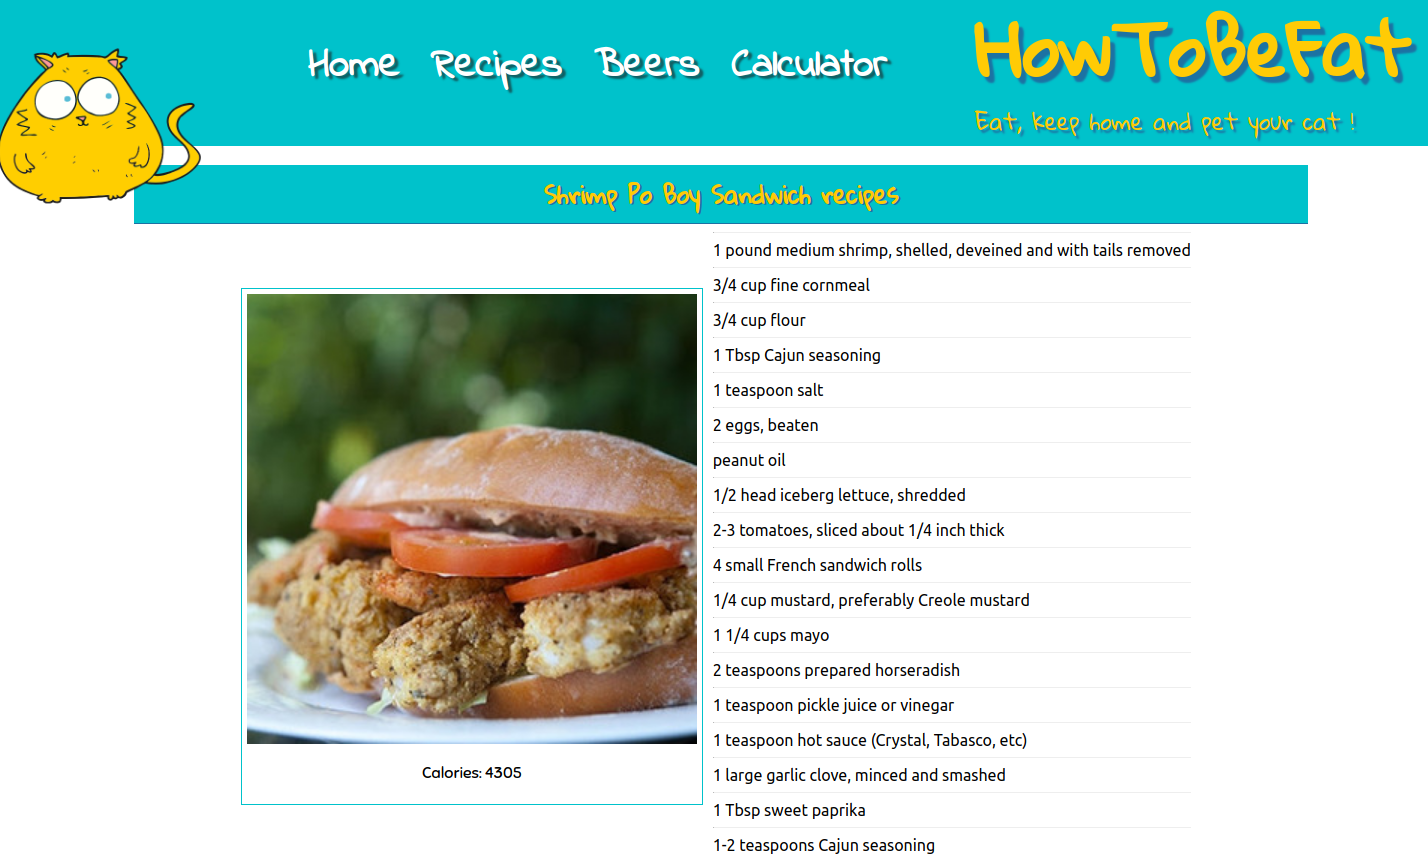 Home Recipes Beers Calculator
HowToBeFat
Eat, keep home and pet your cat !
Shrimp Po Boy Sandwich recipes
1 pound medium shrimp, shelled, deveined and with tails removed
3/4 cup fine cornmeal
3/4 cup flour
1 Tbsp Cajun seasoning
1 teaspoon salt
2 eggs, beaten
peanut oil
1/2 head iceberg lettuce, shredded
2-3 tomatoes, sliced about 1/4 inch thick
4 small French sandwich rolls
1/4 cup mustard, preferably Creole mustard
1 1/4 cups mayo
2 teaspoons prepared horseradish
1 teaspoon pickle juice or vinegar
1 teaspoon hot sauce (Crystal, Tabasco, etc)
1 large garlic clove, minced and smashed
1 Tbsp sweet paprika
1-2 teaspoons Cajun seasoning
Calories: 4305